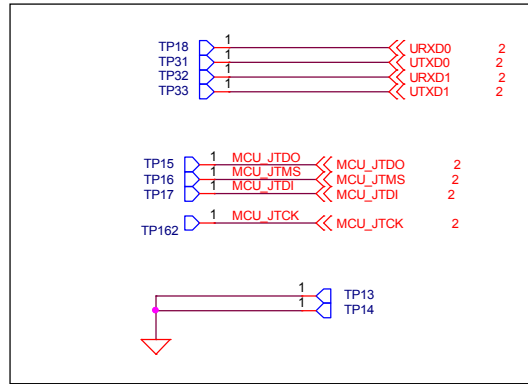 TP18 1 URXD0 2
TP31 1 UTXD0 2
TP32 1 URXD1 2
TP33 1 UTXD1 2
TP15 1 MCU_JTDO MCU_JTDO 2
TP16 1 MCU_JTMS MCU_JTMS 2
TP17 1 MCU_JTDI MCU_JTDI 2
TP162 1 MCU_JTCK MCU_JTCK 2
1 TP13
1 TP14